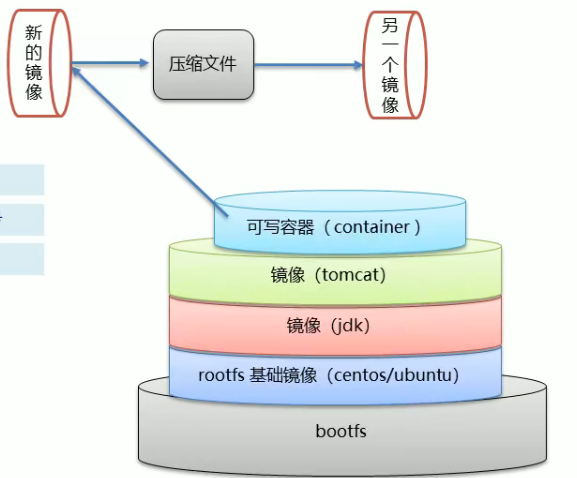 新的镜像
压缩文件
另一个镜像
可写容器（container）
镜像（tomcat）
镜像（jdk）
rootfs 基础镜像（centos/ubuntu）
bootfs